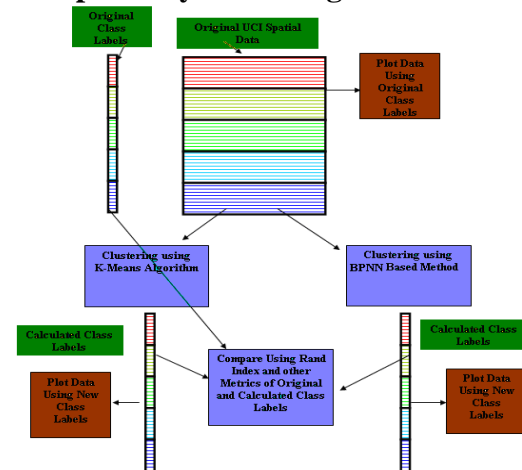 Original
Class
Labels
Original UCI Spatial
Data
Plot Data
Using
Original
Class
Labels
Clustering using
K-Means Algorithm
Clustering using
BPNN Based Method
Calculated Class
Labels
Calculated Class
Labels
Compare Using Rand
Index and other
Metrics of Original
and Calculated Class
Labels
Plot Data
Using New
Class
Labels
Plot Data
Using New
Class
Labels